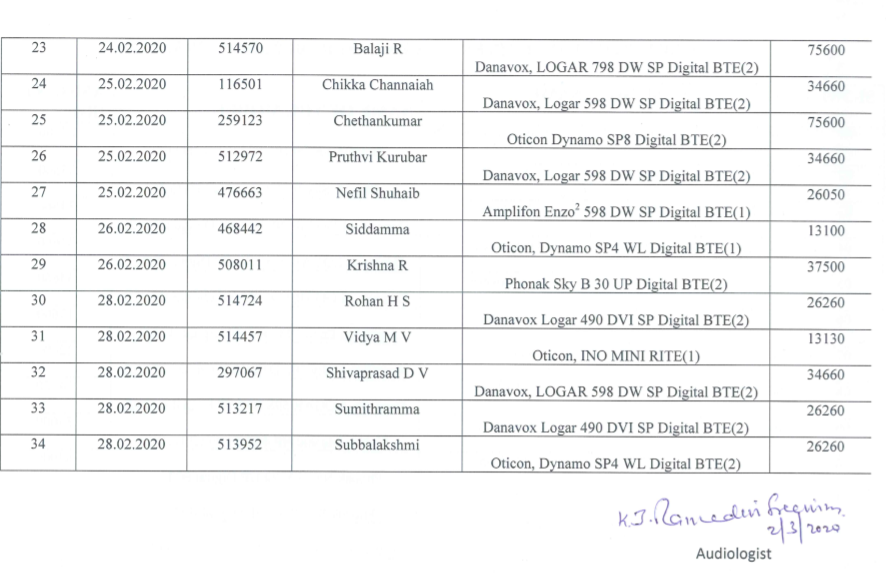 23 24.02.2020 514570 Balaji R Danavox, LOGAR 798 DW SP Digital BTE(2) 75600
24 25.02.2020 116501 Chikka Channaiah Danavox, Logar 598 DW SP Digital BTE(2) 34660
25 25.02.2020 259123 Chethankumar Oticon Dynamo SP8 Digital BTE(2) 75600
26 25.02.2020 512972 Pruthvi Kurubar Danavox, Logar 598 DW SP Digital BTE(2) 34660
27 25.02.2020 476663 Nefil Shuhaib Amplifon Enzo² 598 DW SP Digital BTE(1) 26050
28 26.02.2020 468442 Siddamma Oticon, Dynamo SP4 WL Digital BTE(1) 13100
29 26.02.2020 508011 Krishna R Phonak Sky B 30 UP Digital BTE(2) 37500
30 28.02.2020 514724 Rohan H S Danavox Logar 490 DVI SP Digital BTE(2) 26260
31 28.02.2020 514457 Vidya M V Oticon, INO MINI RITE(1) 13130
32 28.02.2020 297067 Shivaprasad D V Danavox, LOGAR 598 DW SP Digital BTE(2) 34660
33 28.02.2020 513217 Sumithramma Danavox Logar 490 DVI SP Digital BTE(2) 26260
34 28.02.2020 513952 Subbalakshmi Oticon, Dynamo SP4 WL Digital BTE(2) 26260
2/3/2020
Audiologist